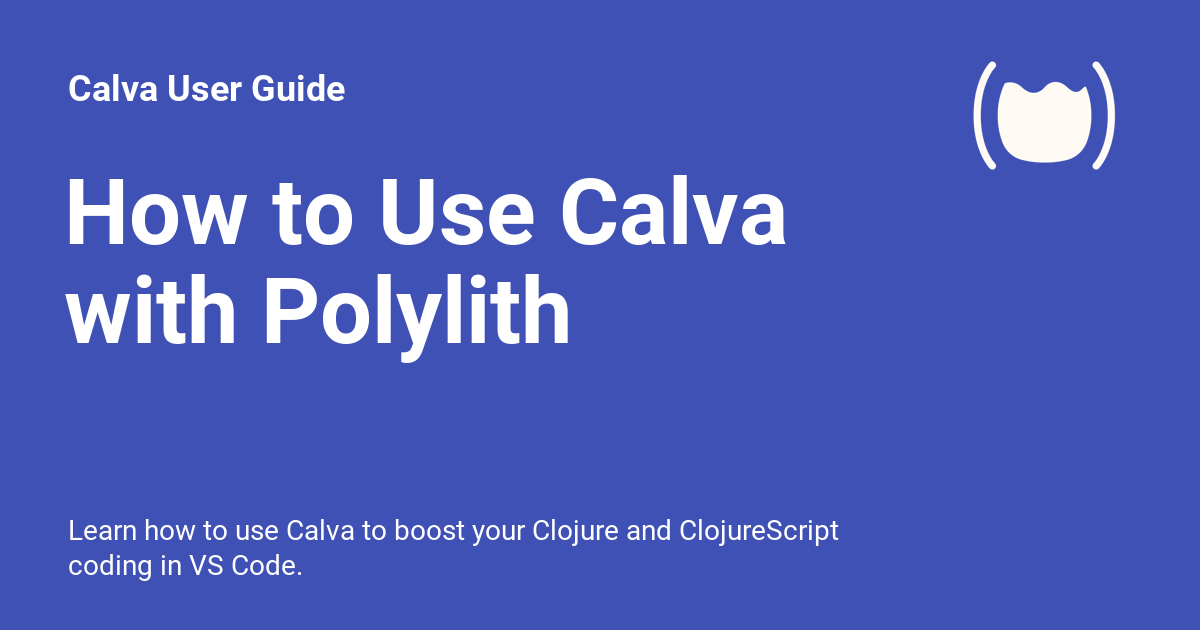 Calva User Guide
How to Use Calva
with Polylith
Learn how to use Calva to boost your Clojure and ClojureScript
coding in VS Code.